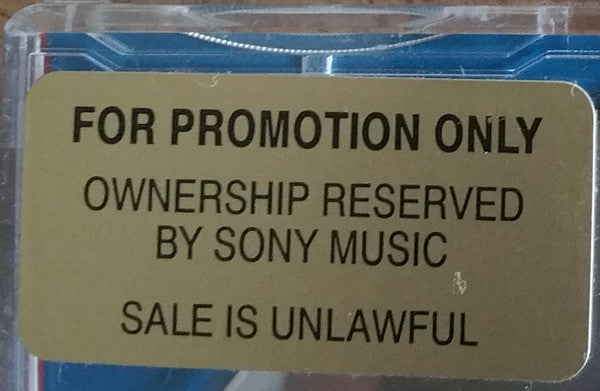 FOR PROMOTION ONLY
OWNERSHIP RESERVED
BY SONY MUSIC
SALE IS UNLAWFUL